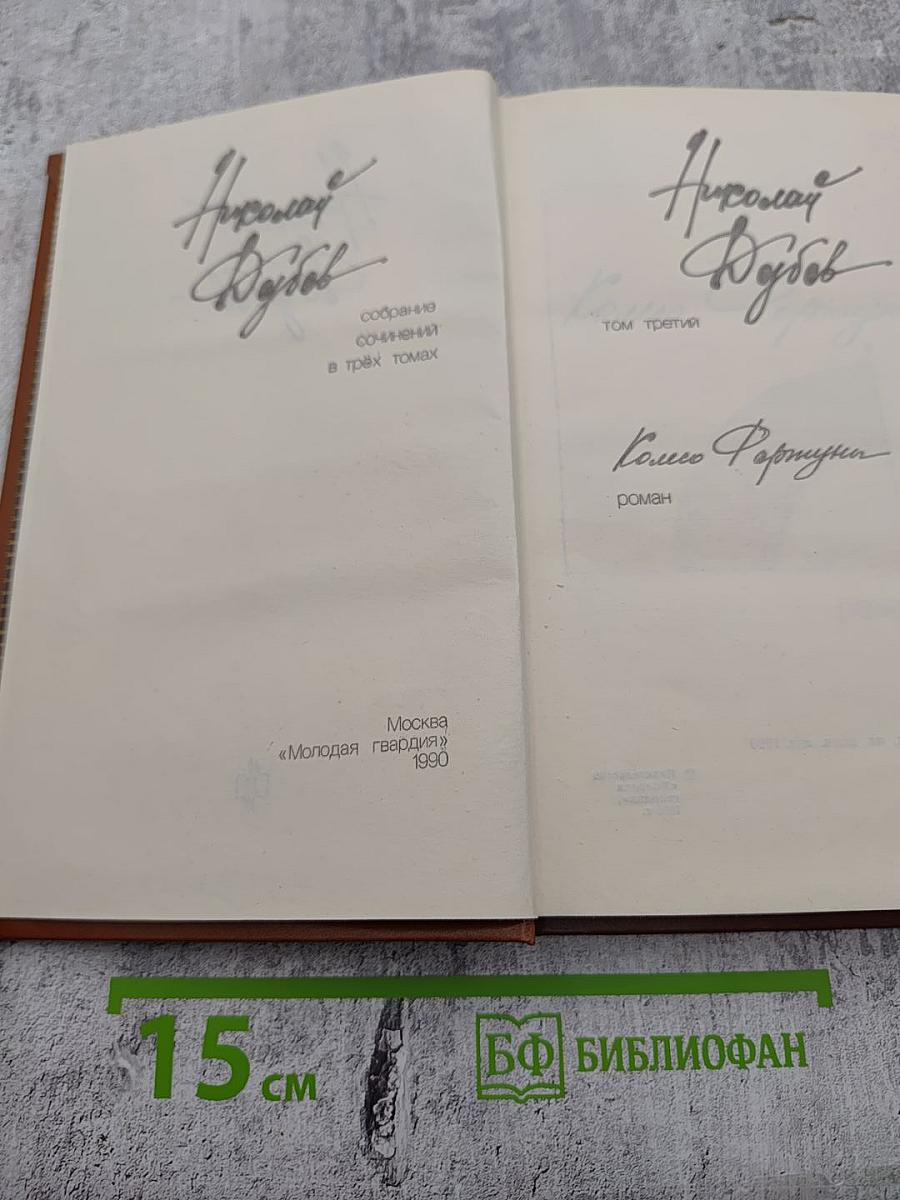 Николай
Дубов
собрание
сочинений
в трёх томах
Москва
«Молодая гвардия»
1990
Николай
Дубов
том третий
Колесо Фортуны
роман
15 см
БФ БИБЛИОФАН